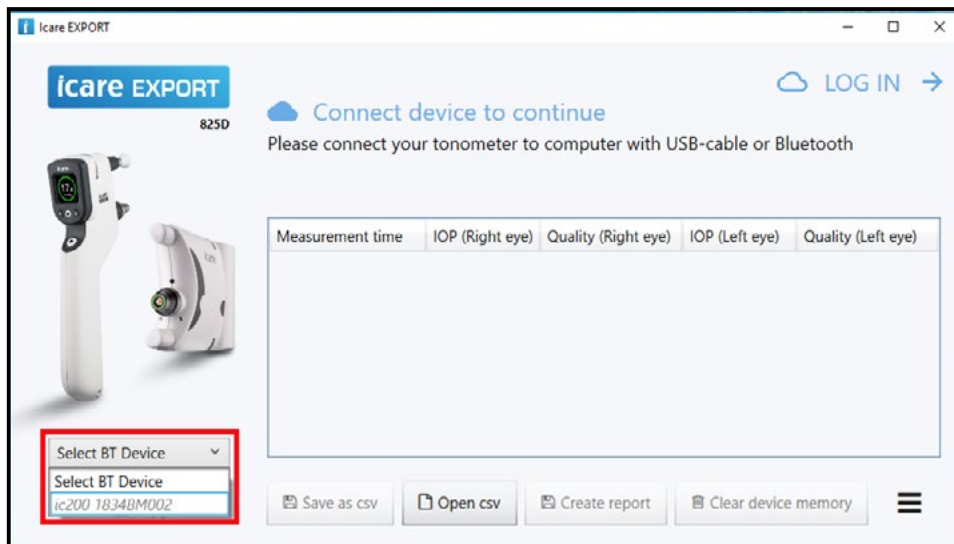 Icare EXPORT
icare EXPORT
825D
LOG IN
Connect device to continue
Please connect your tonometer to computer with USB-cable or Bluetooth
Measurement time IOP (Right eye) Quality (Right eye) IOP (Left eye) Quality (Left eye)
Select BT Device
Select BT Device
ic200 1834BM002
Save as csv Open csv Create report Clear device memory